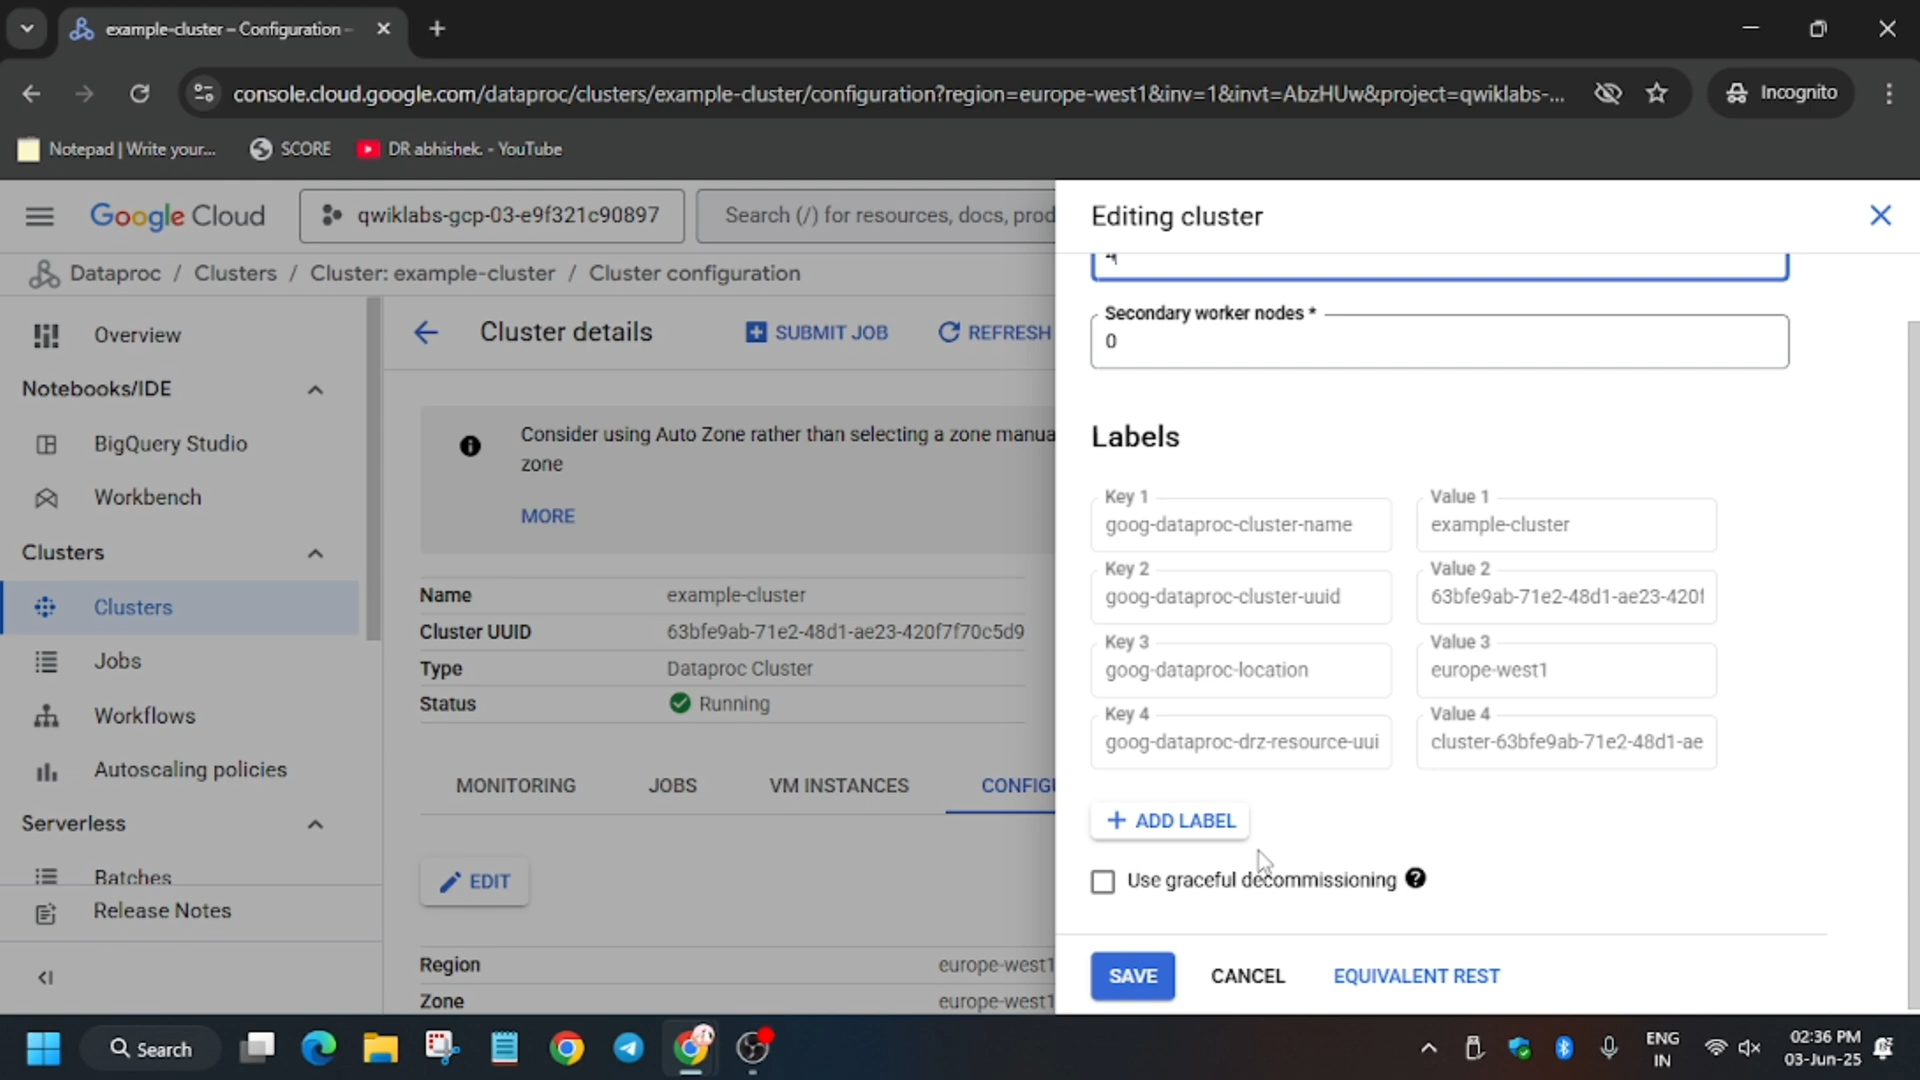 example-cluster – Configuration –
console.cloud.google.com/dataproc/clusters/example-cluster/configuration?region=europe-west1&inv=1&invt=AbzHUw&project=qwiklabs-...
Incognito
Notepad | Write your...
SCORE
DR abhishek. - YouTube
Google Cloud
qwiklabs-gcp-03-e9f321c90897
Search (/) for resources, docs, prod
Dataproc / Clusters / Cluster: example-cluster / Cluster configuration
Overview
Notebooks/IDE
BigQuery Studio
Workbench
Clusters
Clusters
Jobs
Workflows
Autoscaling policies
Serverless
Batches
Release Notes
Cluster details
SUBMIT JOB
REFRESH
Consider using Auto Zone rather than selecting a zone manua
zone
MORE
Name example-cluster
Cluster UUID 63bfe9ab-71e2-48d1-ae23-420f7f70c5d9
Type Dataproc Cluster
Status Running
MONITORING
JOBS
VM INSTANCES
CONFIGU
EDIT
Region europe-west1
Zone europe-west1
Editing cluster
4
Secondary worker nodes *
0
Labels
Key 1
goog-dataproc-cluster-name
Value 1
example-cluster
Key 2
goog-dataproc-cluster-uuid
Value 2
63bfe9ab-71e2-48d1-ae23-420f
Key 3
goog-dataproc-location
Value 3
europe-west1
Key 4
goog-dataproc-drz-resource-uui
Value 4
cluster-63bfe9ab-71e2-48d1-ae
+ ADD LABEL
Use graceful decommissioning ?
SAVE
CANCEL
EQUIVALENT REST
Search
ENG
IN
02:36 PM
03-Jun-25